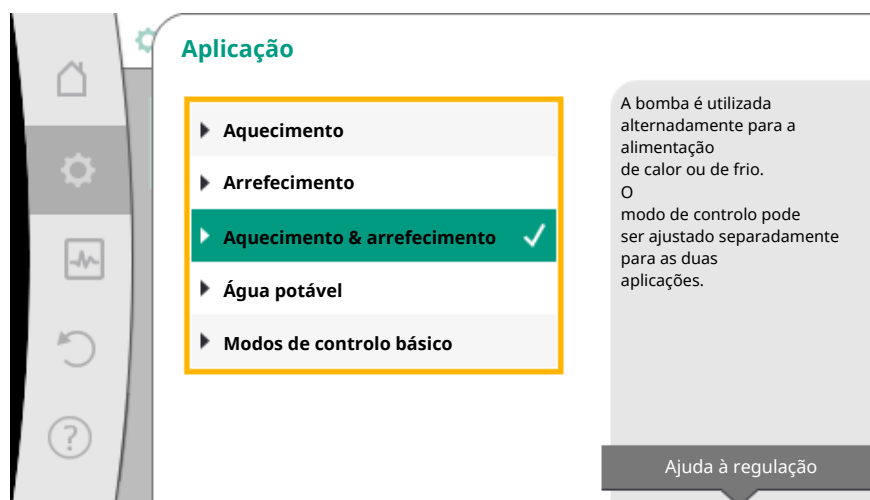 Aplicação
Aquecimento
Arrefecimento
Aquecimento & arrefecimento
Água potável
Modos de controlo básico
A bomba é utilizada
alternadamente para a
alimentação
de calor ou de frio.
O
modo de controlo pode
ser ajustado separadamente
para as duas
aplicações.
Ajuda à regulação